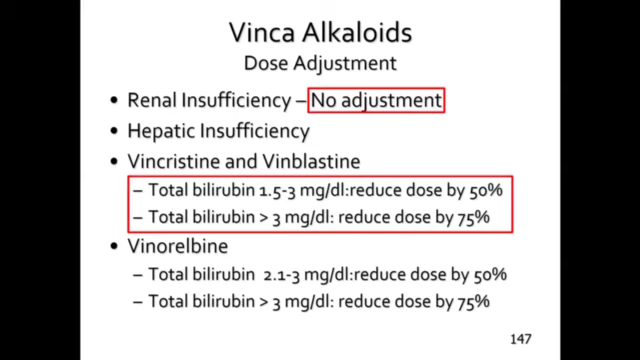 Vinca Alkaloids
Dose Adjustment
• Renal Insufficiency – No adjustment
• Hepatic Insufficiency
• Vincristine and Vinblastine
– Total bilirubin 1.5-3 mg/dl:reduce dose by 50%
– Total bilirubin > 3 mg/dl: reduce dose by 75%
• Vinorelbine
– Total bilirubin 2.1-3 mg/dl:reduce dose by 50%
– Total bilirubin > 3 mg/dl: reduce dose by 75%
147